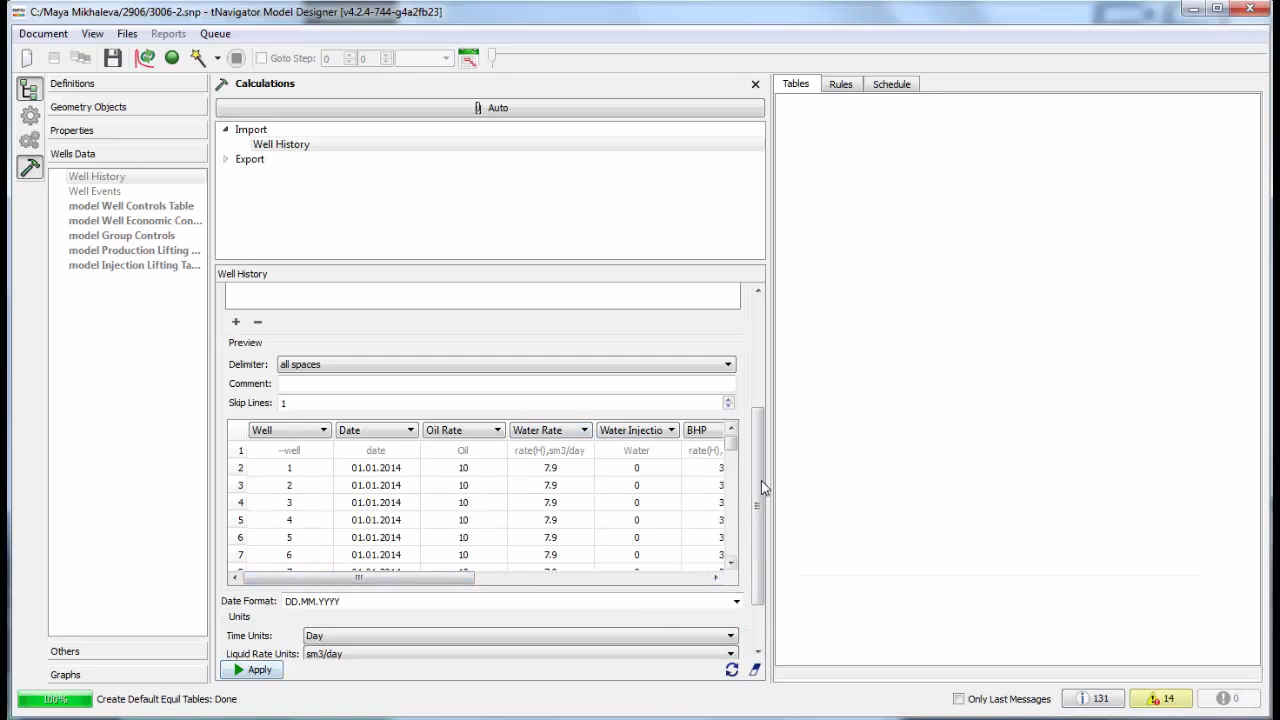 C:/Maya Mikhaleva/2906/3006-2.snp - tNavigator Model Designer [v4.2.4-744-g4a2fb23]
Document View Files Reports Queue
Goto Step: 0 0
Definitions
Geometry Objects
Properties
Wells Data
Well History
Well Events
model Well Controls Table
model Well Economic Con...
model Group Controls
model Production Lifting ...
model Injection Lifting Ta...
Others
Graphs
Calculations
Auto
Import
Well History
Export
Well History
+ −
Preview
Delimiter: all spaces
Comment:
Skip Lines: 1
Well Date Oil Rate Water Rate Water Injectio BHP
1 --well date Oil rate(H),sm3/day Water rate(H),
2 1 01.01.2014 10 7.9 0 3
3 2 01.01.2014 10 7.9 0 3
4 3 01.01.2014 10 7.9 0 3
5 4 01.01.2014 10 7.9 0 3
6 5 01.01.2014 10 7.9 0 3
7 6 01.01.2014 10 7.9 0 3
Date Format: DD.MM.YYYY
Units
Time Units: Day
Liquid Rate Units: sm3/day
Apply
Tables Rules Schedule
100% Create Default Equil Tables: Done
Only Last Messages 131 14 0